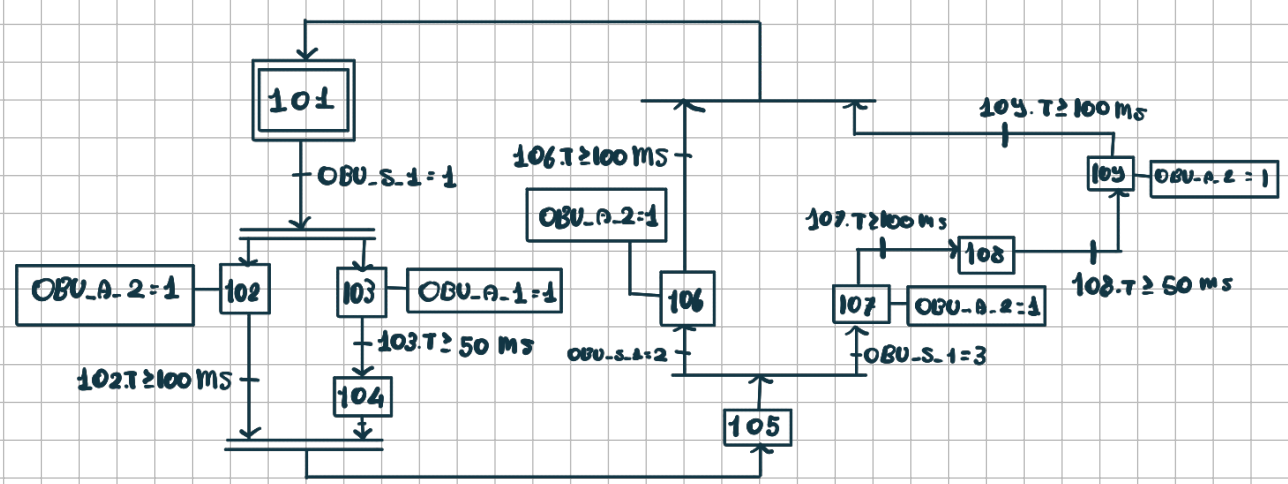 101
OBU_S_1 = 1
OBU_A_2=1
102
103
OBU_A_1=1
102.T≥100 ms
103.T≥ 50 ms
104
105
OBU_S_1=2
OBU_S_1=3
106
OBU_A_2=1
106.T≥100 ms
107
OBU_A_2=1
107.T≥100 ms
108
108.T≥ 50 ms
109
OBU_A_2 = 1
109.T≥100 ms